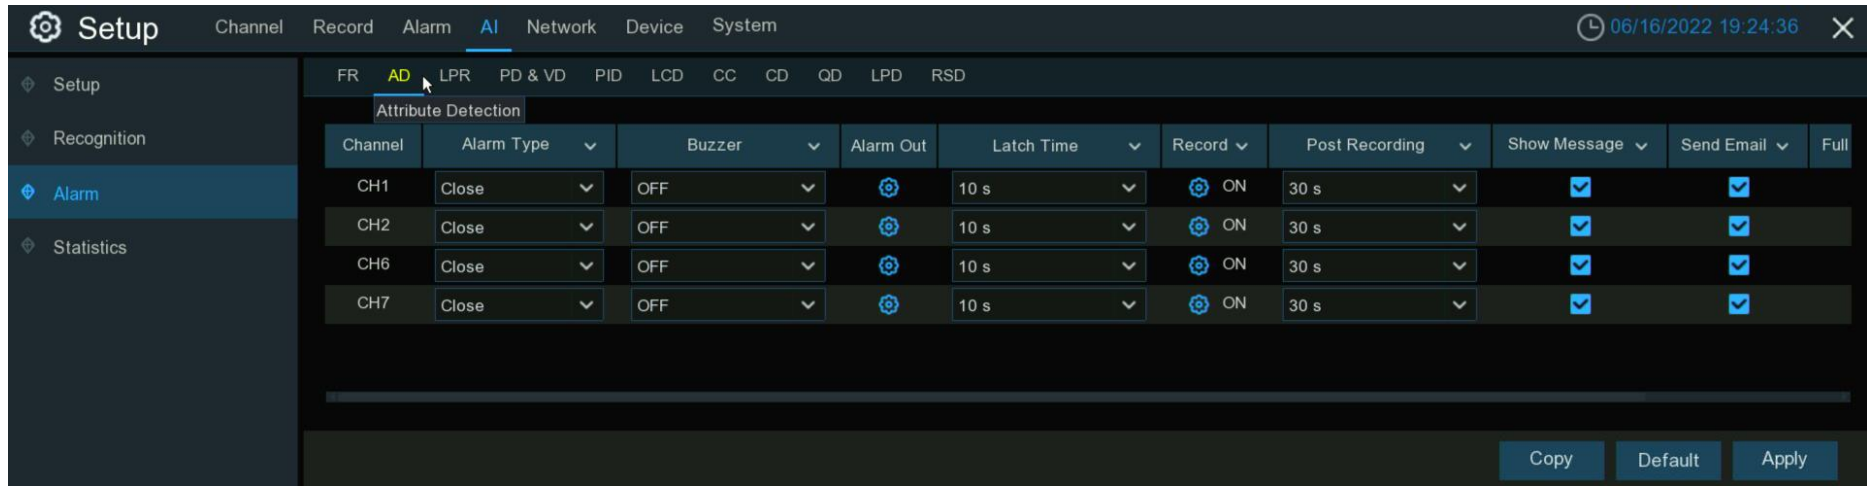 Setup Channel Record Alarm AI Network Device System 06/16/2022 19:24:36
Setup
Recognition
Alarm
Statistics
FR AD LPR PD & VD PID LCD CC CD QD LPD RSD
Attribute Detection
Channel Alarm Type Buzzer Alarm Out Latch Time Record Post Recording Show Message Send Email Full
CH1 Close OFF 10 s ON 30 s
CH2 Close OFF 10 s ON 30 s
CH6 Close OFF 10 s ON 30 s
CH7 Close OFF 10 s ON 30 s
Copy Default Apply